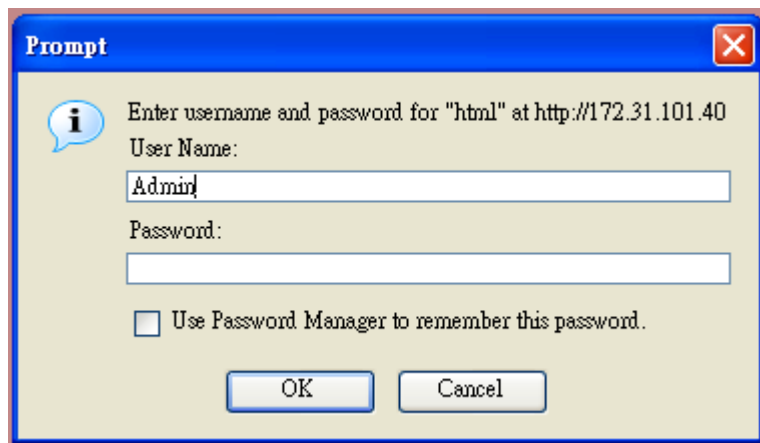 Prompt
Enter username and password for "html" at http://172.31.101.40
User Name:
Admin
Password:
Use Password Manager to remember this password.
OK
Cancel